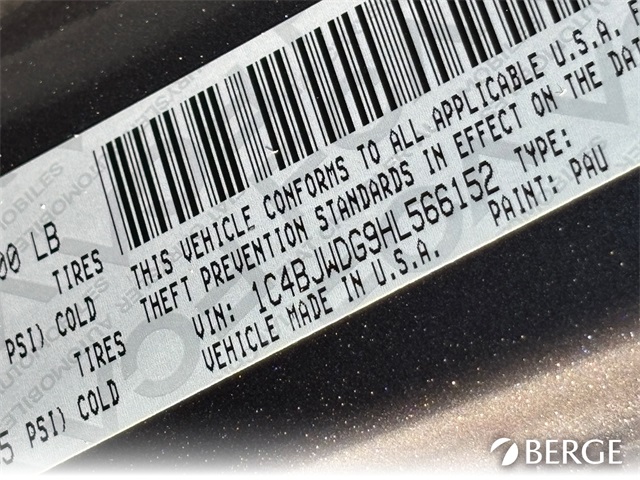 00 LB
TIRES
PSI) COLD
TIRES
5 PSI) COLD
THIS VEHICLE CONFORMS TO ALL APPLICABLE U.S.A. F
THEFT PREVENTION STANDARDS IN EFFECT ON THE DAT
VIN: 1C4BJWDG9HL566152 TYPE:
VEHICLE MADE IN U.S.A. PAINT: PAU
BERGE